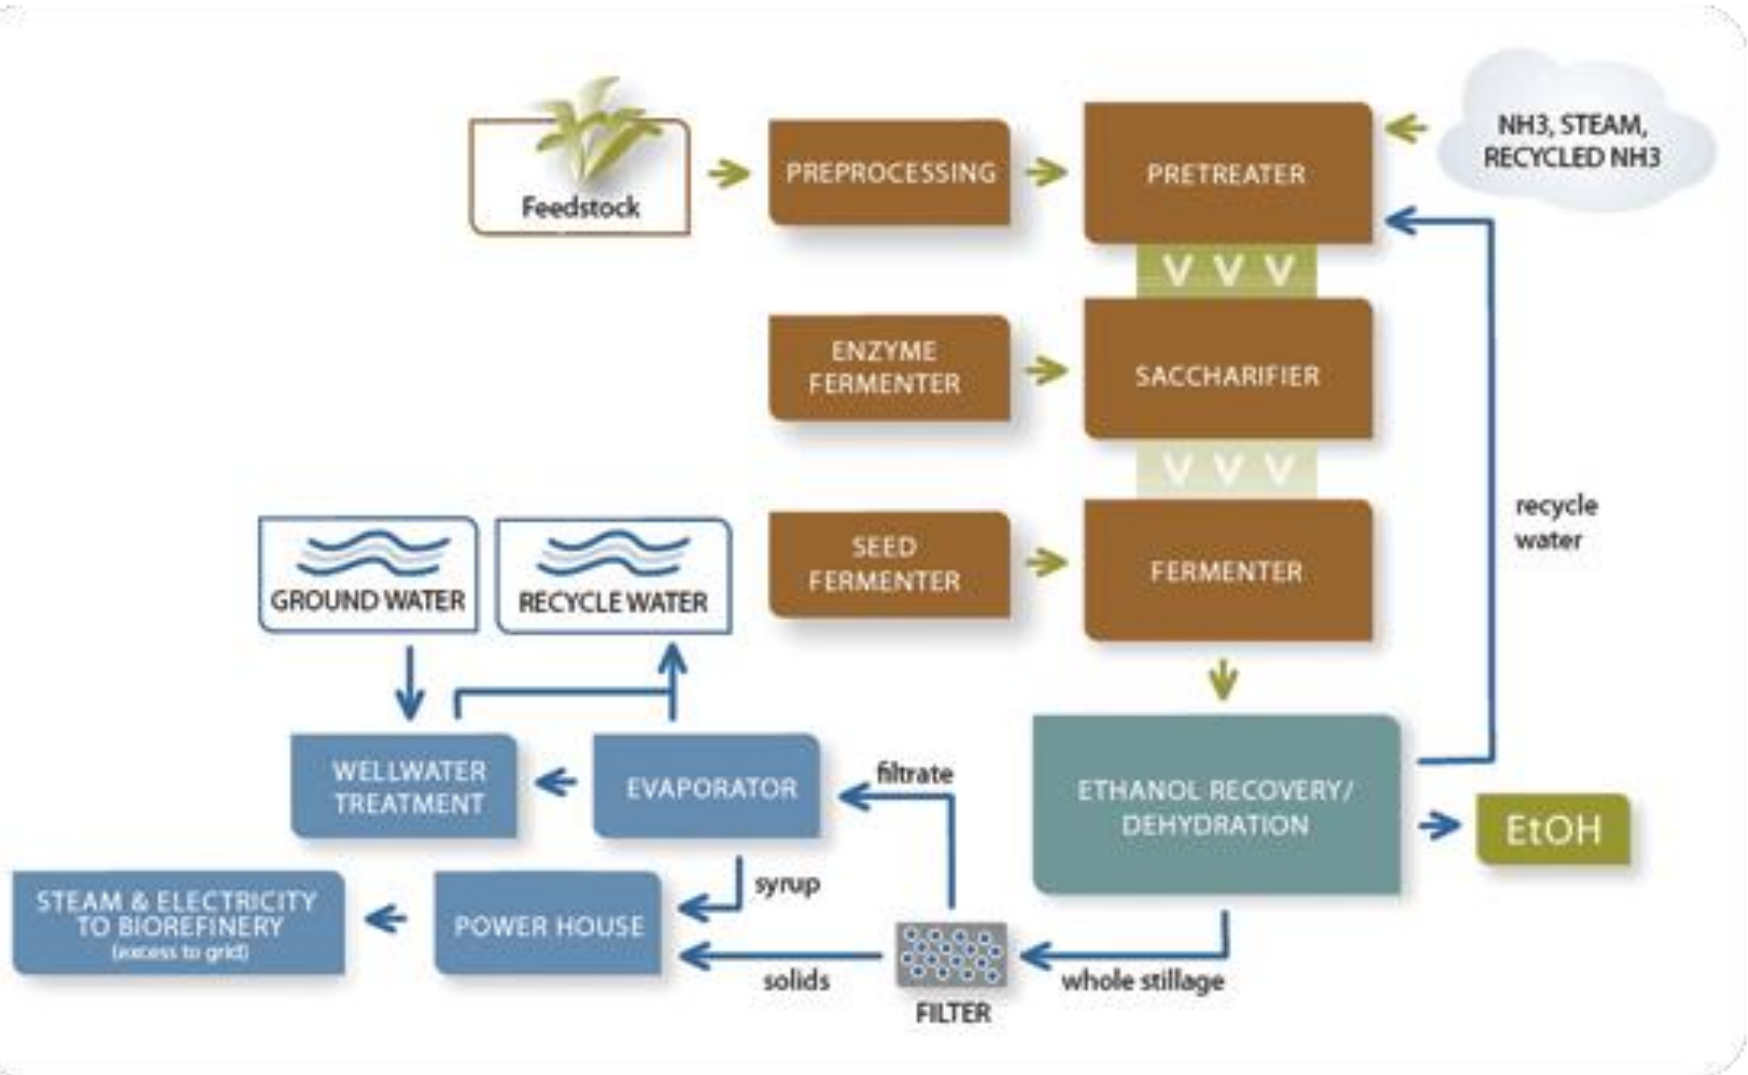 NH3, STEAM,
RECYCLED NH3
Feedstock
PREPROCESSING
PRETREATER
V V V
ENZYME
FERMENTER
SACCHARIFIER
V V V
recycle
water
SEED
FERMENTER
FERMENTER
GROUND WATER
RECYCLE WATER
WELLWATER
TREATMENT
EVAPORATOR
filtrate
ETHANOL RECOVERY/
DEHYDRATION
EtOH
syrup
STEAM & ELECTRICITY
TO BIOREFINERY
(excess to grid)
POWER HOUSE
solids
whole stillage
FILTER